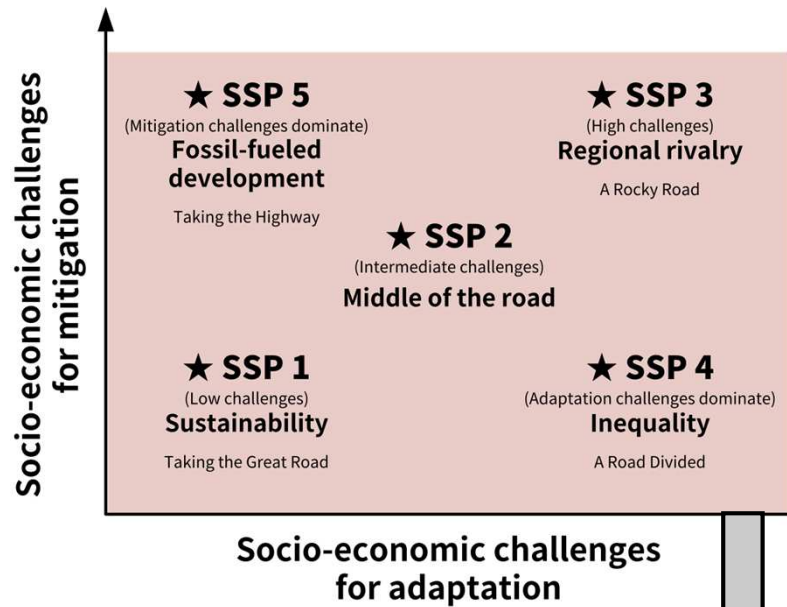 Socio-economic challenges
for mitigation
★ SSP 5
(Mitigation challenges dominate)
Fossil-fueled
development
Taking the Highway
★ SSP 3
(High challenges)
Regional rivalry
A Rocky Road
★ SSP 2
(Intermediate challenges)
Middle of the road
★ SSP 1
(Low challenges)
Sustainability
Taking the Great Road
★ SSP 4
(Adaptation challenges dominate)
Inequality
A Road Divided
Socio-economic challenges
for adaptation